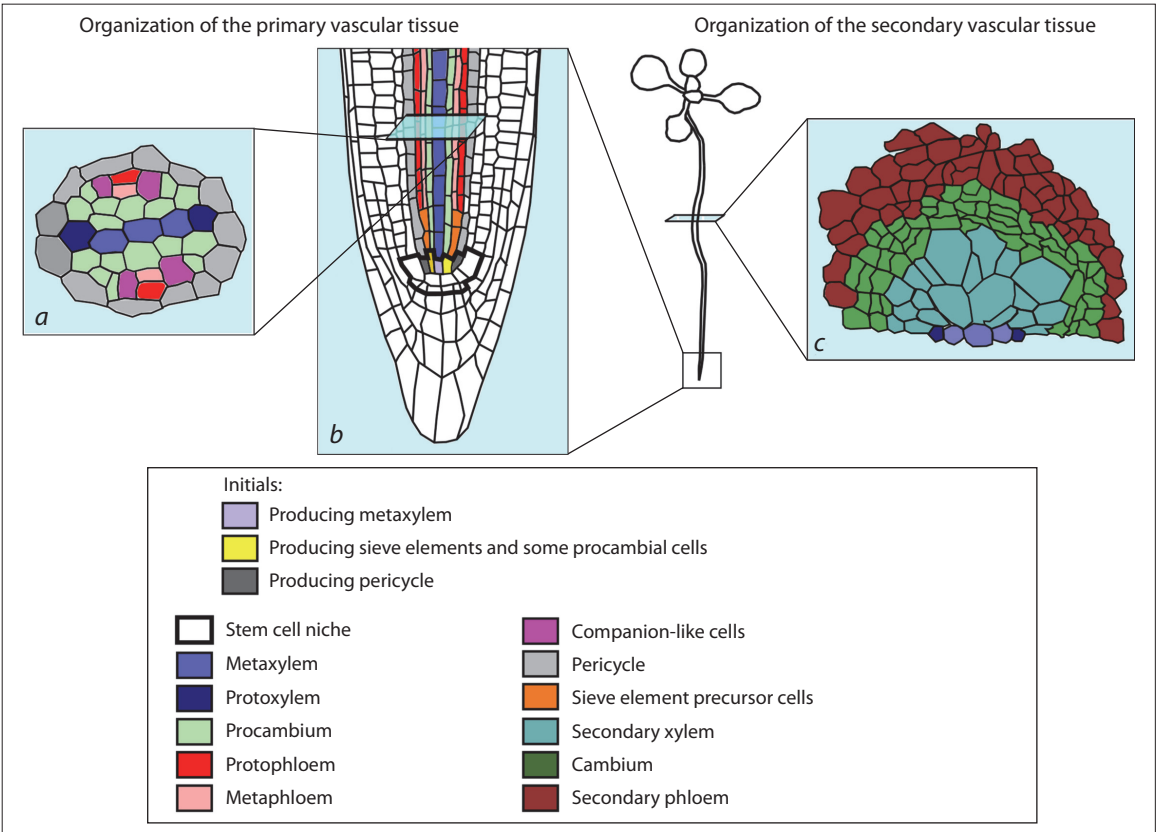 Organization of the primary vascular tissue
Organization of the secondary vascular tissue
a
b
c
Initials:
Producing metaxylem
Producing sieve elements and some procambial cells
Producing pericycle
Stem cell niche
Metaxylem
Protoxylem
Procambium
Protophloem
Metaphloem
Companion-like cells
Pericycle
Sieve element precursor cells
Secondary xylem
Cambium
Secondary phloem